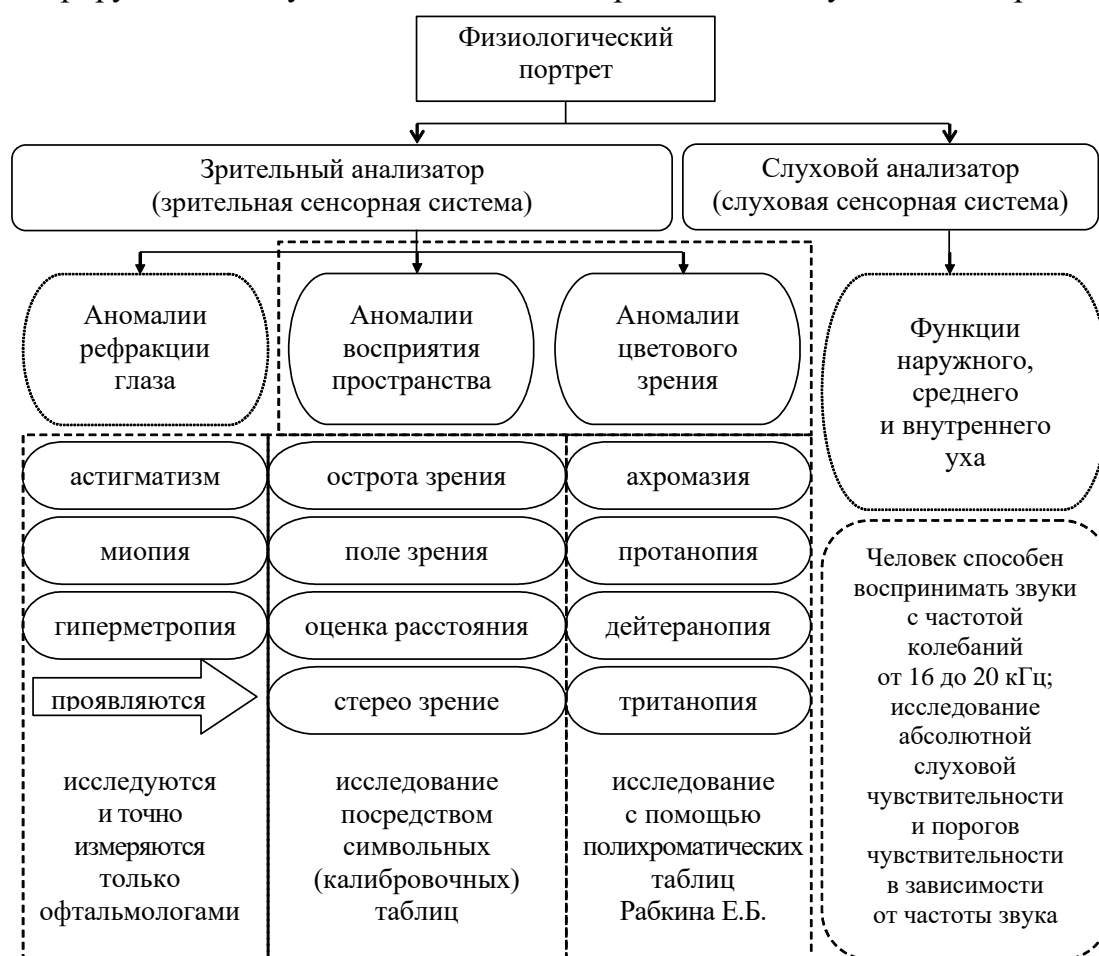 Физиологический
портрет
Зрительный анализатор
(зрительная сенсорная система)
Слуховой анализатор
(слуховая сенсорная система)
Аномалии
рефракции
глаза
Аномалии
восприятия
пространства
Аномалии
цветового
зрения
Функции
наружного,
среднего
и внутреннего
уха
астигматизм
миопия
гиперметропия
проявляются
исследуются
и точно
измеряются
только
офтальмологами
острота зрения
поле зрения
оценка расстояния
стерео зрение
исследование
посредством
символьных
(калибровочных)
таблиц
ахромазия
протанопия
дейтеранопия
тританопия
исследование
с помощью
полихроматических
таблиц
Рабкина Е.Б.
Человек способен
воспринимать звуки
с частотой
колебаний
от 16 до 20 кГц;
исследование
абсолютной
слуховой
чувствительности
и порогов
чувствительности
в зависимости
от частоты звука